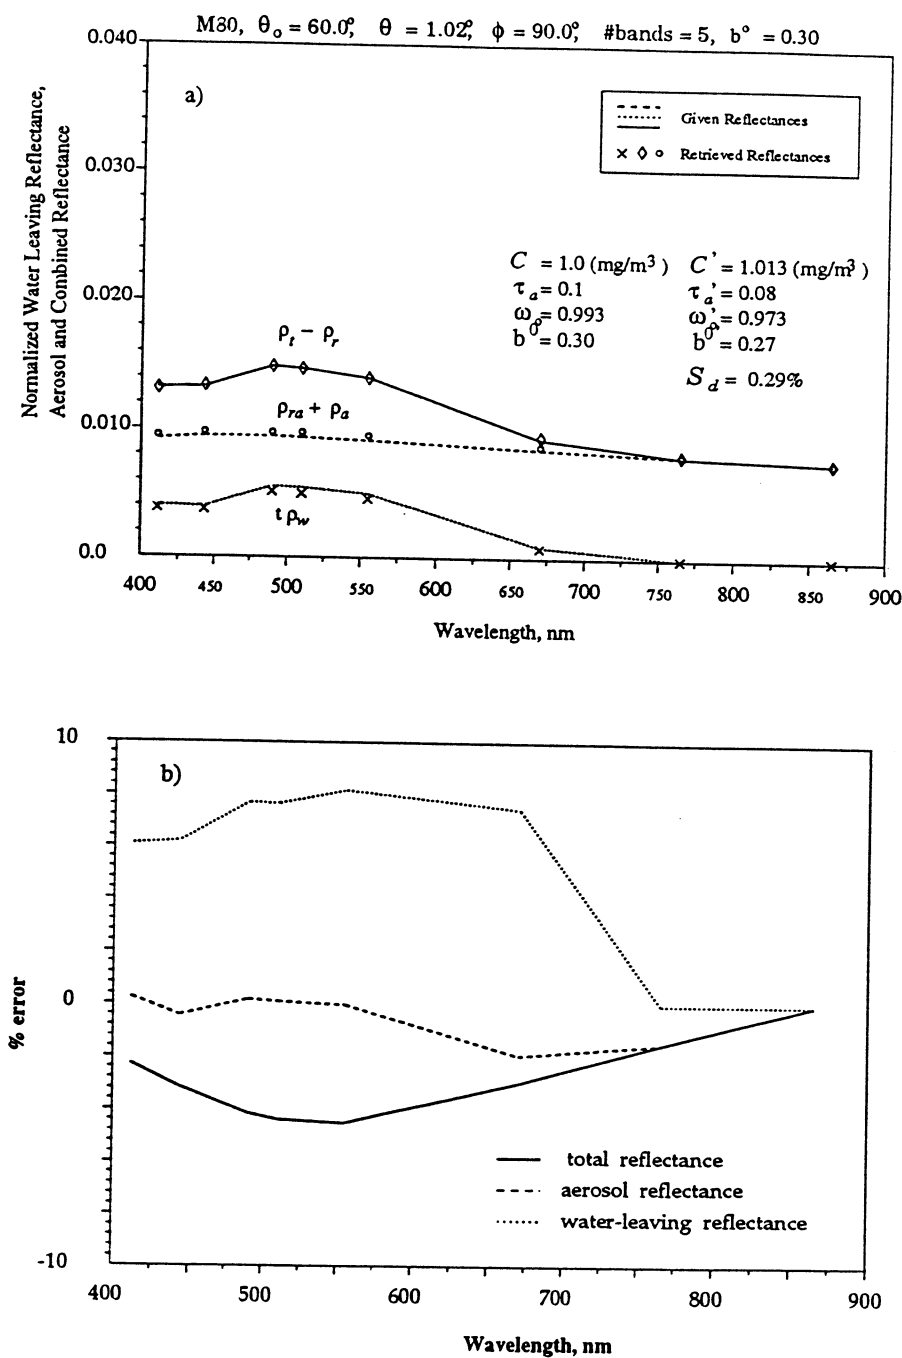 M80, θo = 60.0°, θ = 1.02°, ϕ = 90.0°, #bands = 5, b° = 0.30
a)
Normalized Water Leaving Reflectance,
Aerosol and Combined Reflectance
0.040
0.030
0.020
0.010
0.0
Given Reflectances
× ◊ o Retrieved Reflectances
C = 1.0 (mg/m3) C' = 1.013 (mg/m3)
τa = 0.1 τa' = 0.08
ωo = 0.993 ωo' = 0.973
b° = 0.30 b°' = 0.27
Sd = 0.29%
ρt − ρr
ρra + ρa
t ρw
400 450 500 550 600 650 700 750 800 850 900
Wavelength, nm
b)
10
0
-10
% error
total reflectance
aerosol reflectance
water-leaving reflectance
400 500 600 700 800 900
Wavelength, nm